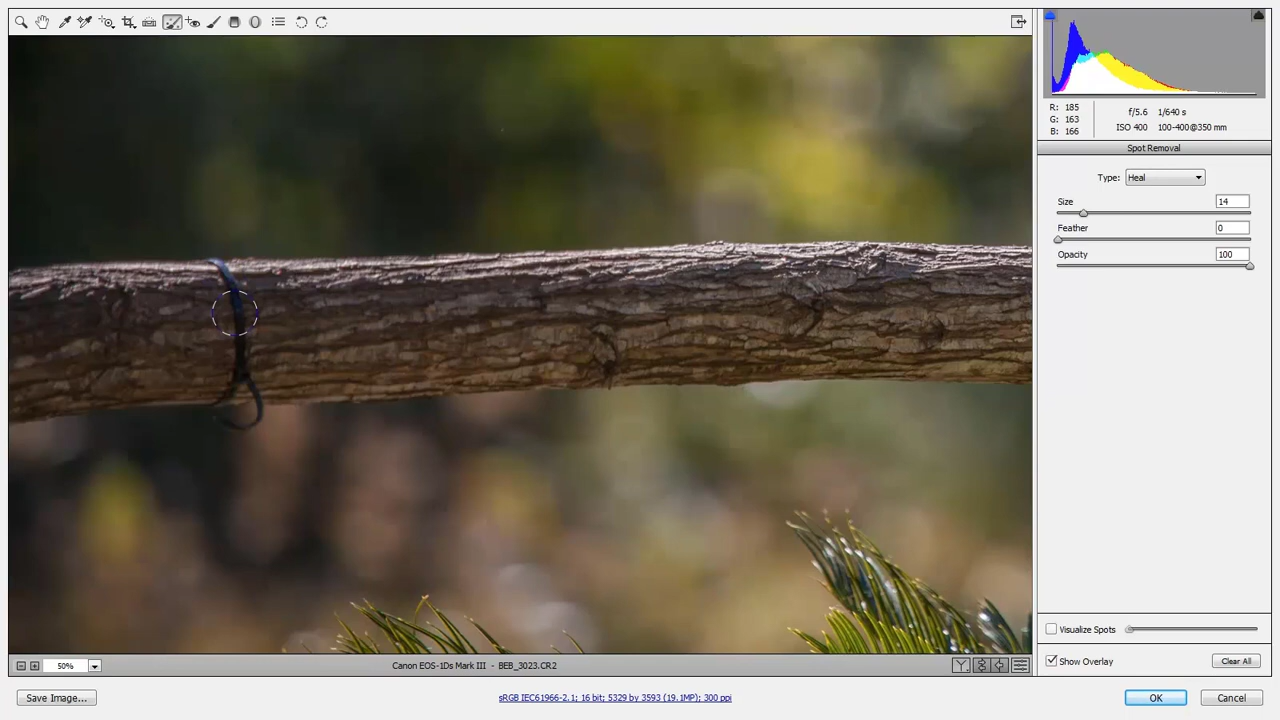 R: 185
G: 163
B: 166
f/5.6 1/640 s
ISO 400 100-400@350 mm
Spot Removal
Type: Heal
Size 14
Feather 0
Opacity 100
Visualize Spots
Show Overlay Clear All
50% Canon EOS-1Ds Mark III - BEB_3023.CR2 Y
Save Image... sRGB IEC61966-2.1; 16 bit; 5329 by 3593 (19.1MP); 300 ppi OK Cancel